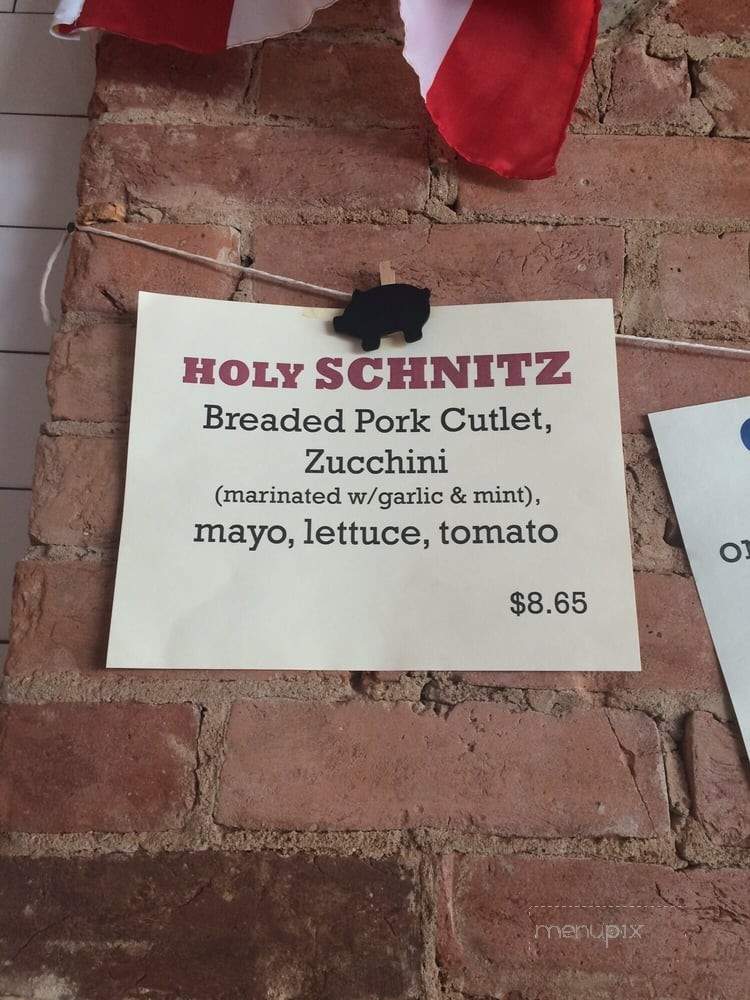 HOLY SCHNITZ
Breaded Pork Cutlet,
Zucchini
(marinated w/garlic & mint),
mayo, lettuce, tomato
$8.65
menupix